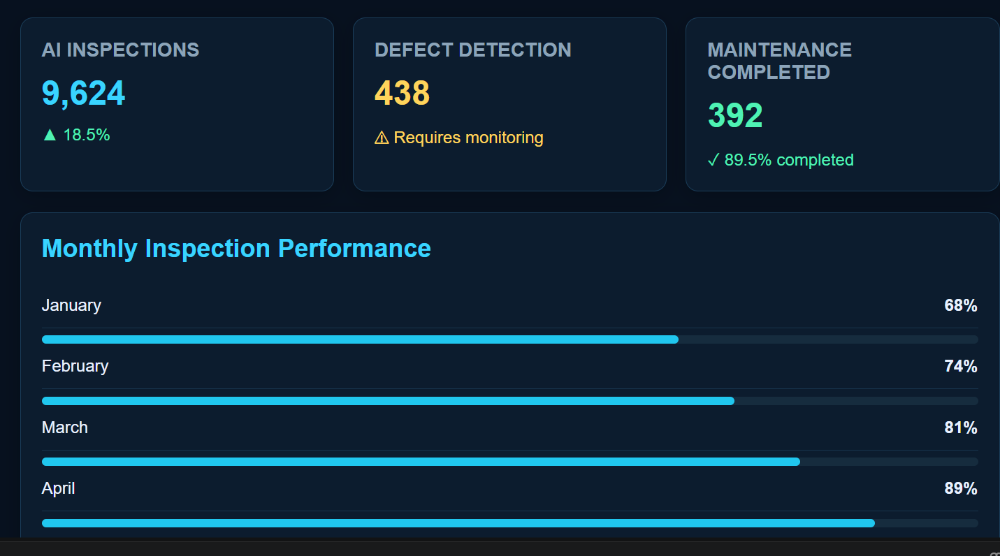 AI INSPECTIONS
9,624
▲ 18.5%
DEFECT DETECTION
438
⚠ Requires monitoring
MAINTENANCE
COMPLETED
392
✓ 89.5% completed
Monthly Inspection Performance
January 68%
February 74%
March 81%
April 89%